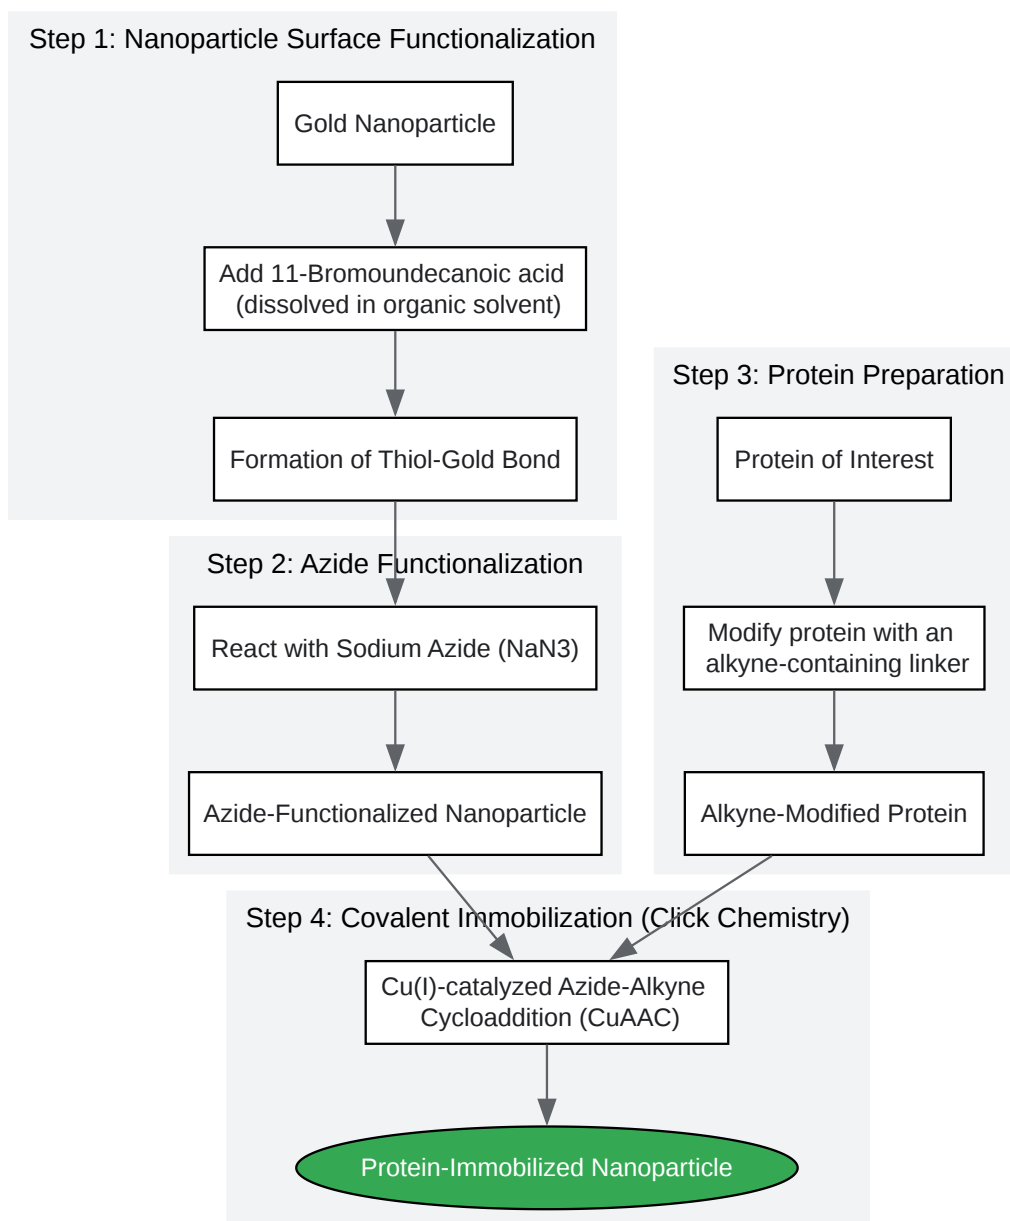 Step 1: Nanoparticle Surface Functionalization
Gold Nanoparticle
Add 11-Bromoundecanoic acid
(dissolved in organic solvent)
Formation of Thiol-Gold Bond
Step 2: Azide Functionalization
React with Sodium Azide (NaN3)
Azide-Functionalized Nanoparticle
Step 3: Protein Preparation
Protein of Interest
Modify protein with an
alkyne-containing linker
Alkyne-Modified Protein
Step 4: Covalent Immobilization (Click Chemistry)
Cu(I)-catalyzed Azide-Alkyne
Cycloaddition (CuAAC)
Protein-Immobilized Nanoparticle